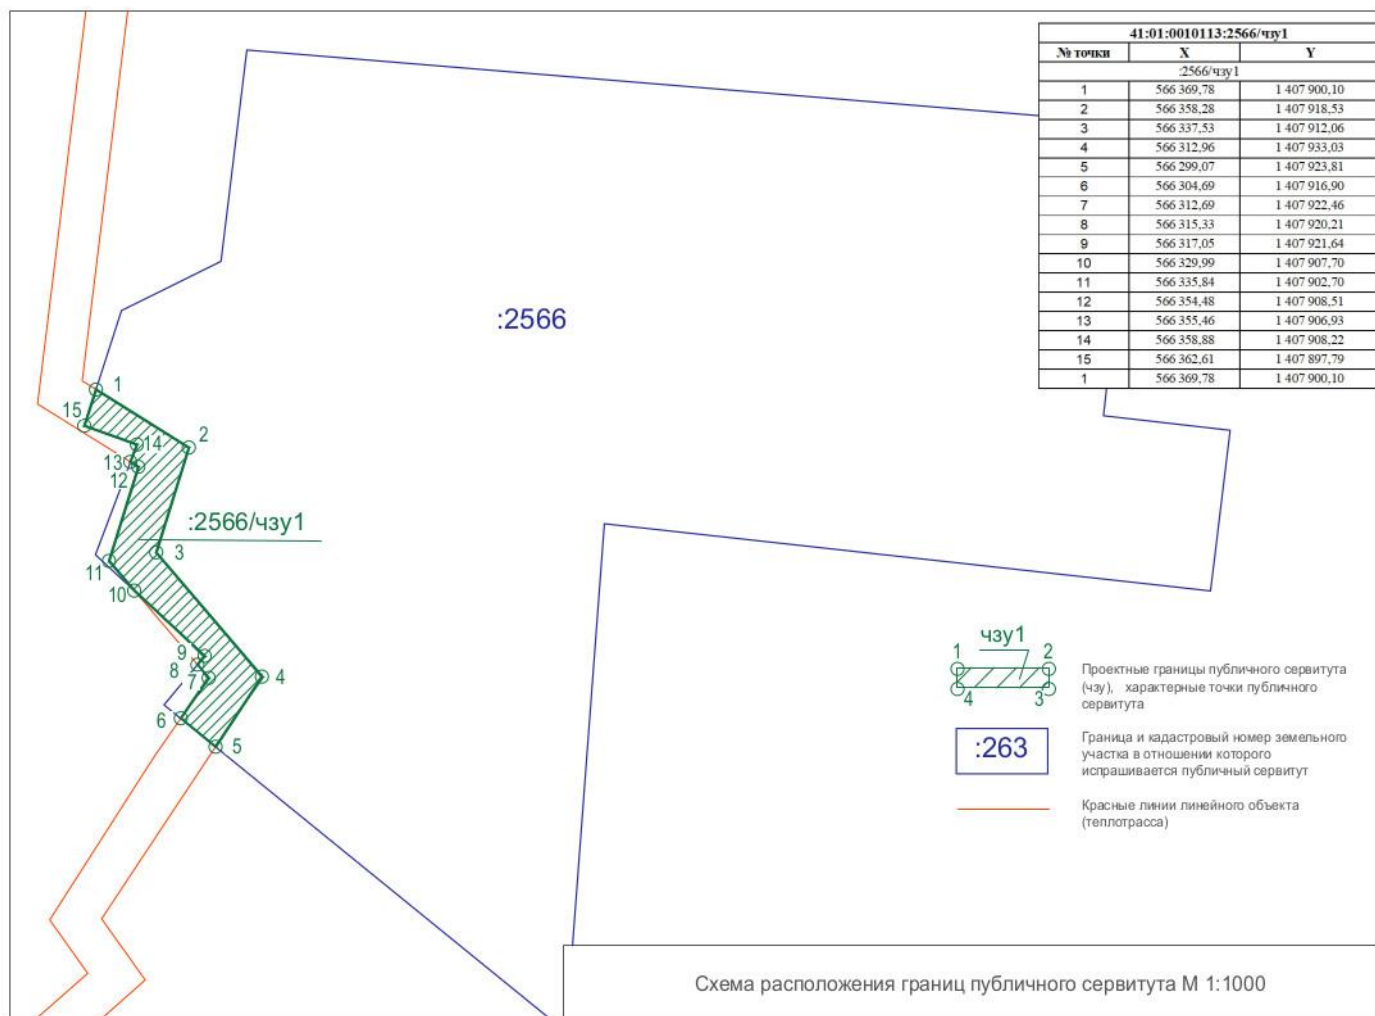 41:01:0010113:2566/чзу1
№ точки X Y
:2566/чзу1
1 566 369,78 1 407 900,10
2 566 358,28 1 407 918,53
3 566 337,53 1 407 912,06
4 566 312,96 1 407 933,03
5 566 299,07 1 407 923,81
6 566 304,69 1 407 916,90
7 566 312,69 1 407 922,46
8 566 315,33 1 407 920,21
9 566 317,05 1 407 921,64
10 566 329,99 1 407 907,70
11 566 335,84 1 407 902,70
12 566 354,48 1 407 908,51
13 566 355,46 1 407 906,93
14 566 358,88 1 407 908,22
15 566 362,61 1 407 897,79
1 566 369,78 1 407 900,10
:2566
1
15
2
14
13
12
:2566/чзу1
3
11
10
9
8
7
4
6
5
чзу1
1 2
4 3
Проектные границы публичного сервитута
(чзу), характерные точки публичного
сервитута
:263
Граница и кадастровый номер земельного
участка в отношении которого
испрашивается публичный сервитут
Красные линии линейного объекта
(теплотрасса)
Схема расположения границ публичного сервитута М 1:1000